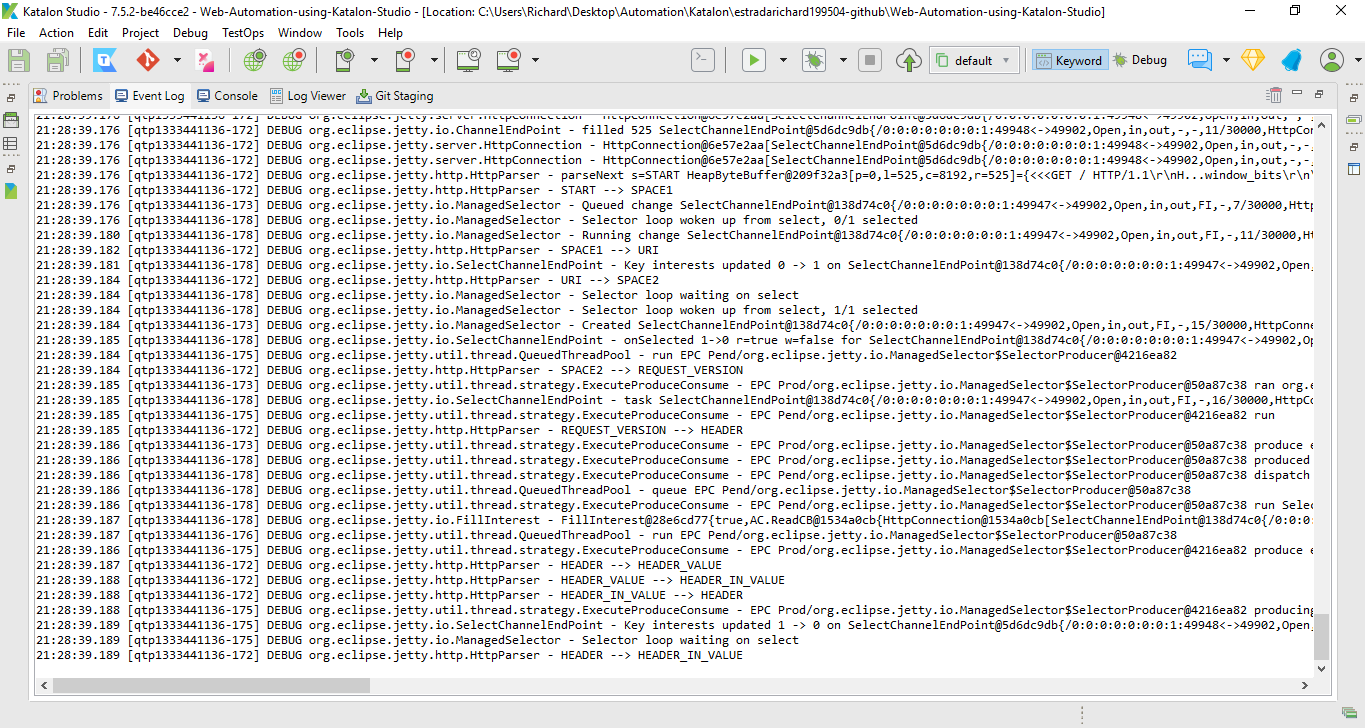 Katalon Studio - 7.5.2-be46cce2 - Web-Automation-using-Katalon-Studio - [Location: C:\Users\Richard\Desktop\Automation\Katalon\estradarichard199504-github\Web-Automation-using-Katalon-Studio]
File Action Edit Project Debug TestOps Window Tools Help
default Keyword Debug
Problems Event Log Console Log Viewer Git Staging
21:28:39.176 [qtp1333441136-172] DEBUG org.eclipse.jetty.io.ChannelEndPoint - filled 525 SelectChannelEndPoint@5d6dc9db{/0:0:0:0:0:0:0:1:49948<->49902,Open,in,out,-,-,11/30000,HttpCon
21:28:39.176 [qtp1333441136-172] DEBUG org.eclipse.jetty.server.HttpConnection - HttpConnection@6e57e2aa[SelectChannelEndPoint@5d6dc9db{/0:0:0:0:0:0:0:1:49948<->49902,Open,in,out,-,-,
21:28:39.176 [qtp1333441136-172] DEBUG org.eclipse.jetty.server.HttpConnection - HttpConnection@6e57e2aa[SelectChannelEndPoint@5d6dc9db{/0:0:0:0:0:0:0:1:49948<->49902,Open,in,out,-,-,
21:28:39.176 [qtp1333441136-172] DEBUG org.eclipse.jetty.http.HttpParser - parseNext s=START HeapByteBuffer@209f32a3[p=0,l=525,c=8192,r=525]={<<<GET / HTTP/1.1\r\nH...window_bits\r\n\
21:28:39.176 [qtp1333441136-172] DEBUG org.eclipse.jetty.http.HttpParser - START --> SPACE1
21:28:39.176 [qtp1333441136-173] DEBUG org.eclipse.jetty.io.ManagedSelector - Queued change SelectChannelEndPoint@138d74c0{/0:0:0:0:0:0:0:1:49947<->49902,Open,in,out,FI,-,7/30000,Http
21:28:39.176 [qtp1333441136-178] DEBUG org.eclipse.jetty.io.ManagedSelector - Selector loop woken up from select, 0/1 selected
21:28:39.180 [qtp1333441136-178] DEBUG org.eclipse.jetty.io.ManagedSelector - Running change SelectChannelEndPoint@138d74c0{/0:0:0:0:0:0:0:1:49947<->49902,Open,in,out,FI,-,11/30000,Ht
21:28:39.182 [qtp1333441136-172] DEBUG org.eclipse.jetty.http.HttpParser - SPACE1 --> URI
21:28:39.181 [qtp1333441136-178] DEBUG org.eclipse.jetty.io.SelectChannelEndPoint - Key interests updated 0 -> 1 on SelectChannelEndPoint@138d74c0{/0:0:0:0:0:0:0:1:49947<->49902,Open,
21:28:39.184 [qtp1333441136-172] DEBUG org.eclipse.jetty.http.HttpParser - URI --> SPACE2
21:28:39.184 [qtp1333441136-178] DEBUG org.eclipse.jetty.io.ManagedSelector - Selector loop waiting on select
21:28:39.184 [qtp1333441136-178] DEBUG org.eclipse.jetty.io.ManagedSelector - Selector loop woken up from select, 1/1 selected
21:28:39.184 [qtp1333441136-173] DEBUG org.eclipse.jetty.io.ManagedSelector - Created SelectChannelEndPoint@138d74c0{/0:0:0:0:0:0:0:1:49947<->49902,Open,in,out,FI,-,15/30000,HttpConne
21:28:39.185 [qtp1333441136-178] DEBUG org.eclipse.jetty.io.SelectChannelEndPoint - onSelected 1->0 r=true w=false for SelectChannelEndPoint@138d74c0{/0:0:0:0:0:0:0:1:49947<->49902,Op
21:28:39.184 [qtp1333441136-175] DEBUG org.eclipse.jetty.util.thread.QueuedThreadPool - run EPC Pend/org.eclipse.jetty.io.ManagedSelector$SelectorProducer@4216ea82
21:28:39.184 [qtp1333441136-172] DEBUG org.eclipse.jetty.http.HttpParser - SPACE2 --> REQUEST_VERSION
21:28:39.185 [qtp1333441136-173] DEBUG org.eclipse.jetty.util.thread.strategy.ExecuteProduceConsume - EPC Prod/org.eclipse.jetty.io.ManagedSelector$SelectorProducer@50a87c38 ran org.e
21:28:39.185 [qtp1333441136-178] DEBUG org.eclipse.jetty.io.SelectChannelEndPoint - task SelectChannelEndPoint@138d74c0{/0:0:0:0:0:0:0:1:49947<->49902,Open,in,out,FI,-,16/30000,HttpCo
21:28:39.185 [qtp1333441136-175] DEBUG org.eclipse.jetty.util.thread.strategy.ExecuteProduceConsume - EPC Pend/org.eclipse.jetty.io.ManagedSelector$SelectorProducer@4216ea82 run
21:28:39.185 [qtp1333441136-172] DEBUG org.eclipse.jetty.http.HttpParser - REQUEST_VERSION --> HEADER
21:28:39.186 [qtp1333441136-173] DEBUG org.eclipse.jetty.util.thread.strategy.ExecuteProduceConsume - EPC Prod/org.eclipse.jetty.io.ManagedSelector$SelectorProducer@50a87c38 produce e
21:28:39.186 [qtp1333441136-178] DEBUG org.eclipse.jetty.util.thread.strategy.ExecuteProduceConsume - EPC Prod/org.eclipse.jetty.io.ManagedSelector$SelectorProducer@50a87c38 produced
21:28:39.186 [qtp1333441136-178] DEBUG org.eclipse.jetty.util.thread.strategy.ExecuteProduceConsume - EPC Pend/org.eclipse.jetty.io.ManagedSelector$SelectorProducer@50a87c38 dispatch
21:28:39.186 [qtp1333441136-178] DEBUG org.eclipse.jetty.util.thread.QueuedThreadPool - queue EPC Pend/org.eclipse.jetty.io.ManagedSelector$SelectorProducer@50a87c38
21:28:39.186 [qtp1333441136-178] DEBUG org.eclipse.jetty.util.thread.strategy.ExecuteProduceConsume - EPC Pend/org.eclipse.jetty.io.ManagedSelector$SelectorProducer@50a87c38 run Selec
21:28:39.187 [qtp1333441136-178] DEBUG org.eclipse.jetty.io.FillInterest - FillInterest@28e6cd77{true,AC.ReadCB@1534a0cb{HttpConnection@1534a0cb[SelectChannelEndPoint@138d74c0{/0:0:0:
21:28:39.187 [qtp1333441136-176] DEBUG org.eclipse.jetty.util.thread.QueuedThreadPool - run EPC Pend/org.eclipse.jetty.io.ManagedSelector$SelectorProducer@50a87c38
21:28:39.186 [qtp1333441136-175] DEBUG org.eclipse.jetty.util.thread.strategy.ExecuteProduceConsume - EPC Prod/org.eclipse.jetty.io.ManagedSelector$SelectorProducer@4216ea82 produce e
21:28:39.187 [qtp1333441136-172] DEBUG org.eclipse.jetty.http.HttpParser - HEADER --> HEADER_VALUE
21:28:39.188 [qtp1333441136-172] DEBUG org.eclipse.jetty.http.HttpParser - HEADER_VALUE --> HEADER_IN_VALUE
21:28:39.188 [qtp1333441136-172] DEBUG org.eclipse.jetty.http.HttpParser - HEADER_IN_VALUE --> HEADER
21:28:39.188 [qtp1333441136-175] DEBUG org.eclipse.jetty.util.thread.strategy.ExecuteProduceConsume - EPC Prod/org.eclipse.jetty.io.ManagedSelector$SelectorProducer@4216ea82 producing
21:28:39.189 [qtp1333441136-175] DEBUG org.eclipse.jetty.io.SelectChannelEndPoint - Key interests updated 1 -> 0 on SelectChannelEndPoint@5d6dc9db{/0:0:0:0:0:0:0:1:49948<->49902,Open,
21:28:39.189 [qtp1333441136-175] DEBUG org.eclipse.jetty.io.ManagedSelector - Selector loop waiting on select
21:28:39.189 [qtp1333441136-172] DEBUG org.eclipse.jetty.http.HttpParser - HEADER --> HEADER_IN_VALUE